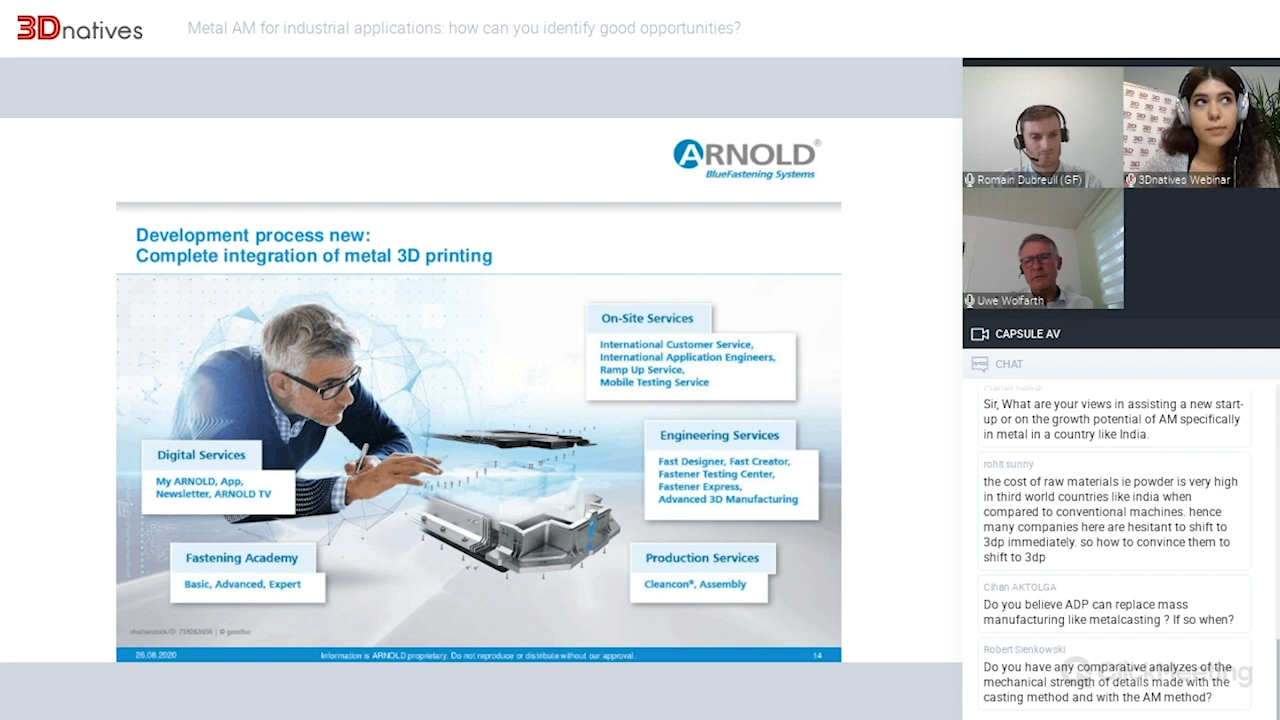 3Dnatives
Metal AM for industrial applications: how can you identify good opportunities?
ARNOLD®
BlueFastening Systems
Development process new:
Complete integration of metal 3D printing
On-Site Services
International Customer Service,
International Application Engineers,
Ramp Up Service,
Mobile Testing Service
Engineering Services
Fast Designer, Fast Creator,
Fastener Testing Center,
Fastener Express,
Advanced 3D Manufacturing
Digital Services
My ARNOLD, App,
Newsletter, ARNOLD TV
Fastening Academy
Basic, Advanced, Expert
Production Services
Cleancon®, Assembly
shutterstock-ID: 759263656 | © goodluz
26.08.2020
Information is ARNOLD proprietary. Do not reproduce or distribute without our approval.
14
Romain Dubreuil (GF)
3Dnatives Webinar
Uwe Wolfarth
CAPSULE AV
CHAT
Sir, What are your views in assisting a new start-
up or on the growth potential of AM specifically
in metal in a country like India.
rohit sunny
the cost of raw materials ie powder is very high
in third world countries like india when
compared to conventional machines. hence
many companies here are hesitant to shift to
3dp immediately. so how to convince them to
shift to 3dp
Cihan AKTOLGA
Do you believe ADP can replace mass
manufacturing like metalcasting ? If so when?
Robert Sienkowski
Do you have any comparative analyzes of the
mechanical strength of details made with the
casting method and with the AM method?
ClickMeeting